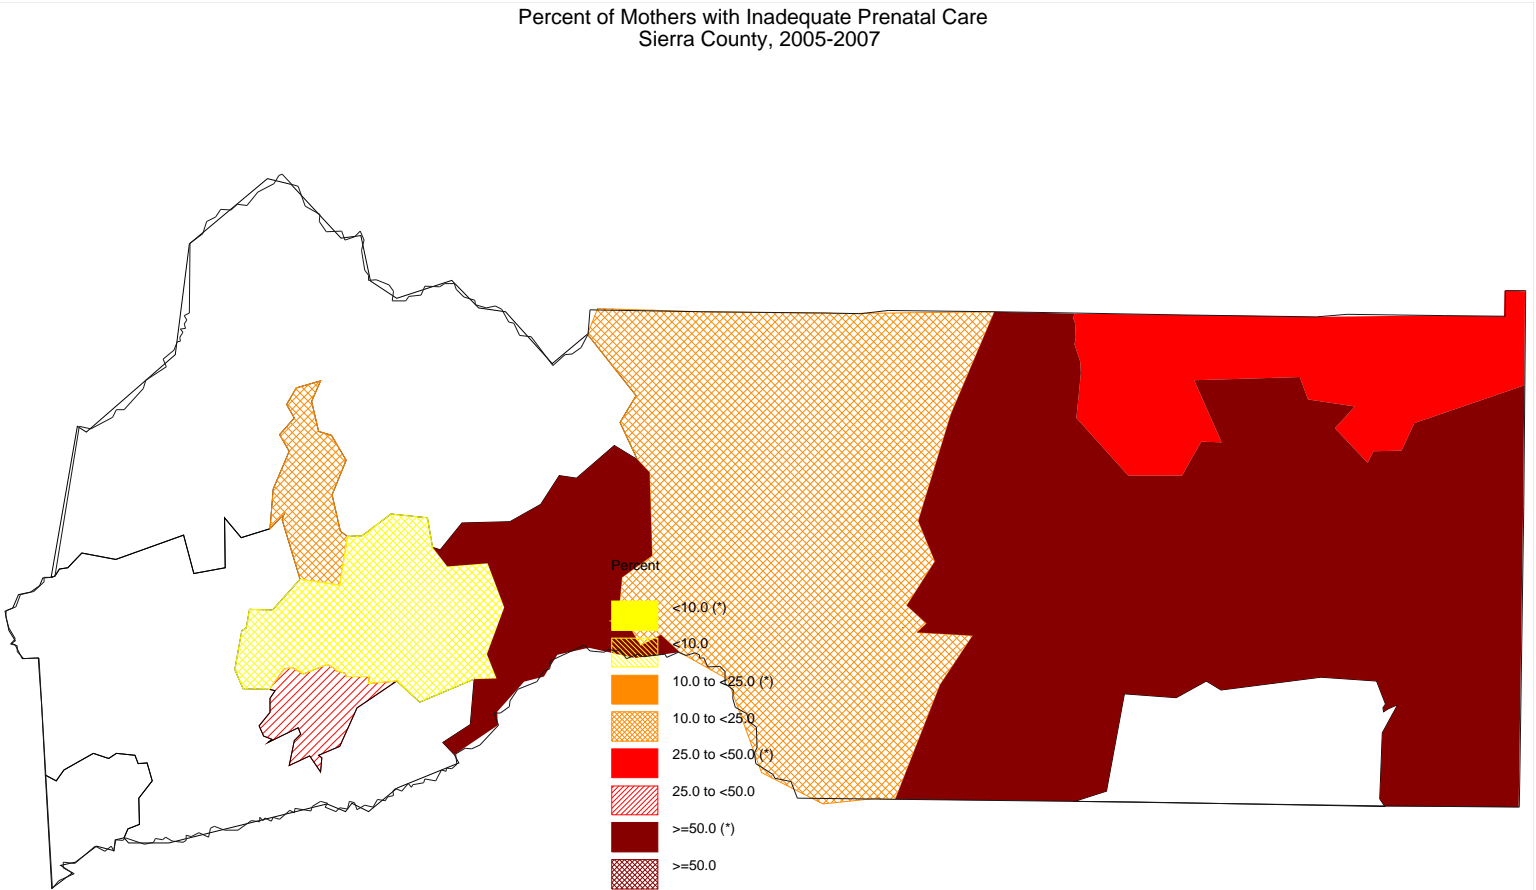 Percent of Mothers with Inadequate Prenatal Care
Sierra County, 2005-2007
Percent
<10.0 (*)
<10.0
10.0 to <25.0 (*)
10.0 to <25.0
25.0 to <50.0 (*)
25.0 to <50.0
>=50.0 (*)
>=50.0